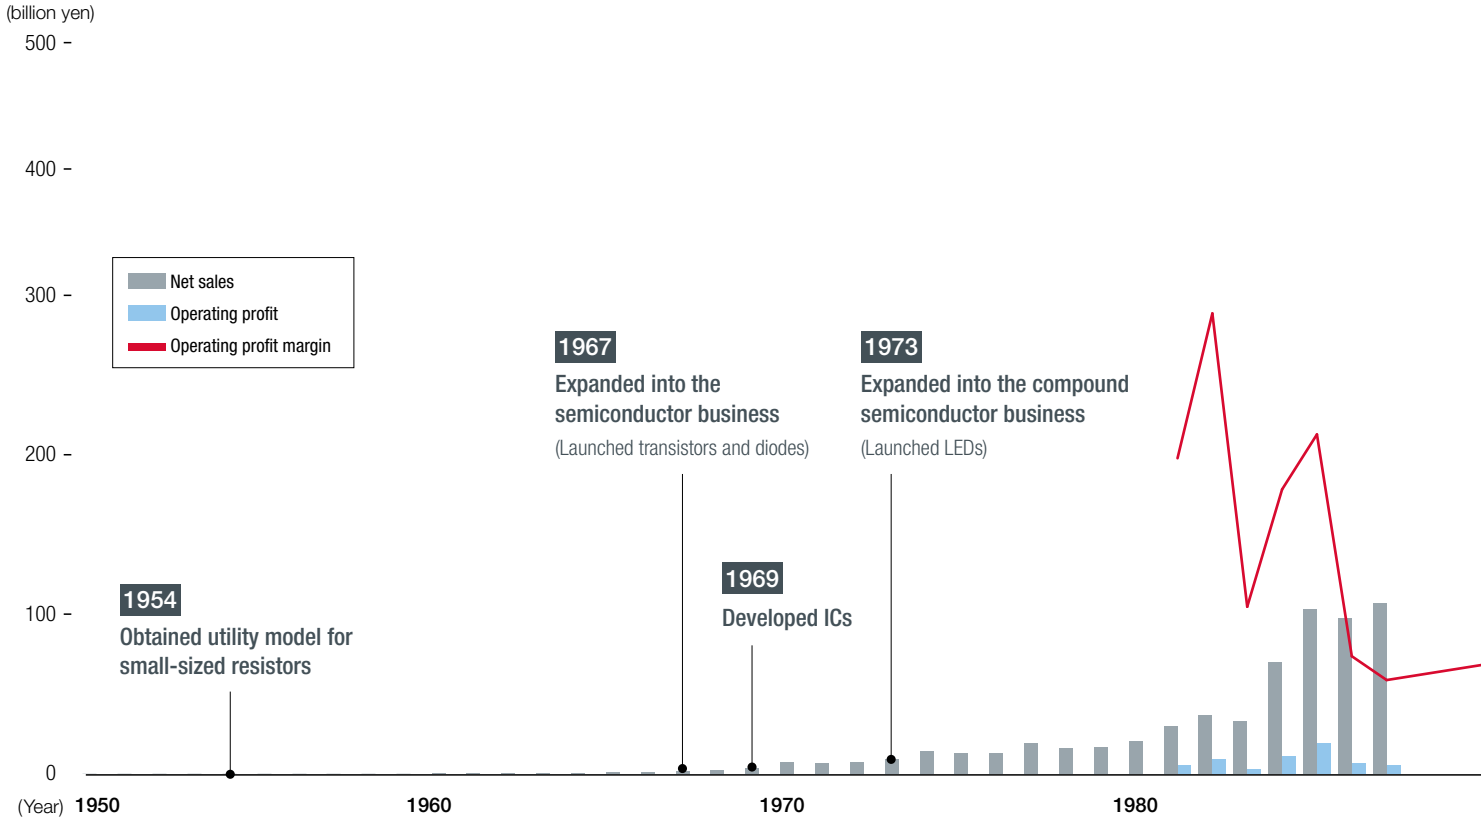 (billion yen)
500
400
300
200
100
0
Net sales
Operating profit
Operating profit margin
1954
Obtained utility model for
small-sized resistors
1967
Expanded into the
semiconductor business
(Launched transistors and diodes)
1969
Developed ICs
1973
Expanded into the compound
semiconductor business
(Launched LEDs)
(Year) 1950 1960 1970 1980